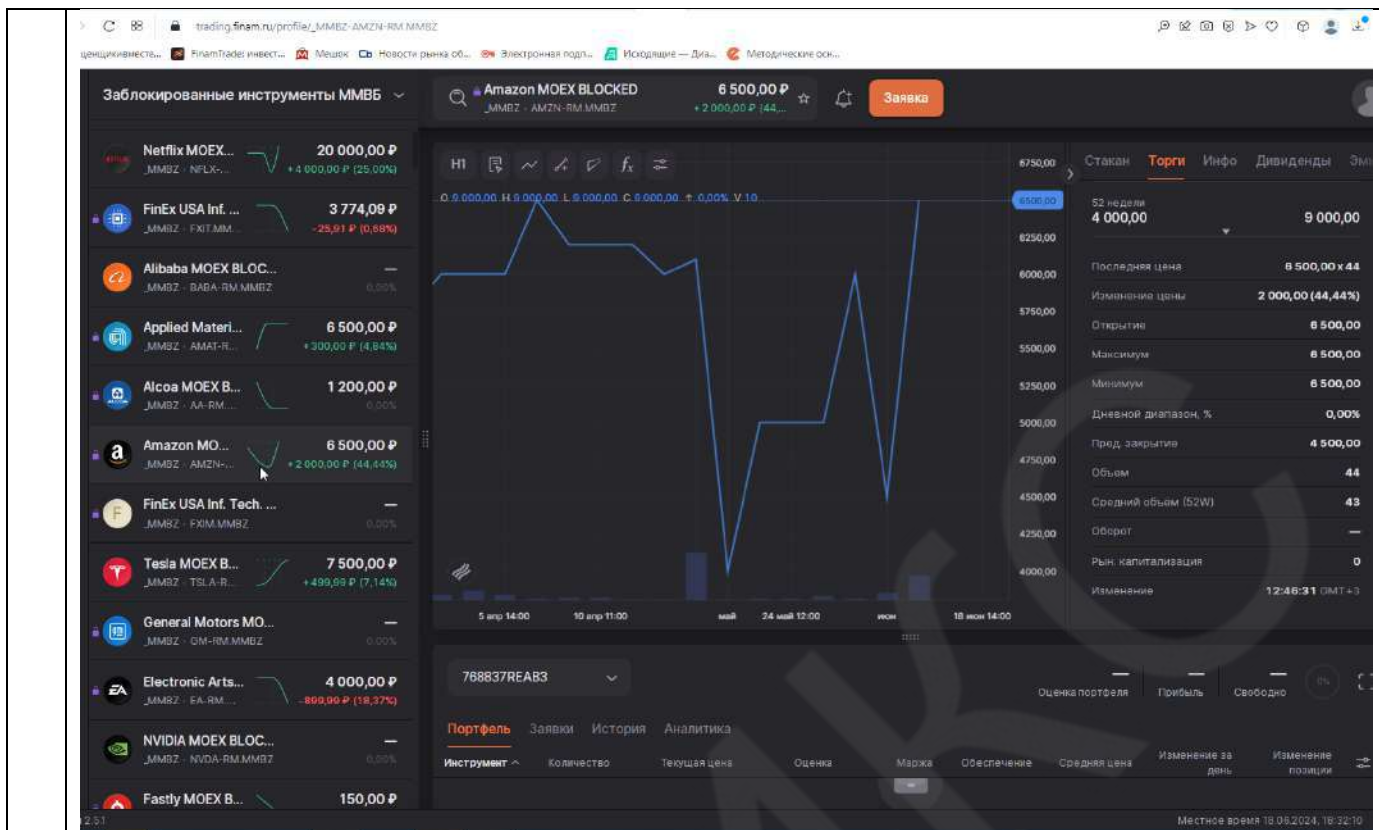 trading.finam.ru/profile/_MMBZ-AMZN-RM.MMBZ
ценщикивместе... FinamTrade: инвест... Мешок Новости рынка об... Электронная подп... Исходящие — Диа... Методические осн...
Заблокированные инструменты ММВБ
Amazon MOEX BLOCKED 6 500,00 ₽ Заявка
_MMBZ · AMZN-RM.MMBZ +2 000,00 ₽ (44,...
Netflix MOEX... 20 000,00 ₽
_MMBZ · NFLX-... +4 000,00 ₽ (25,00%)
FinEx USA Inf. ... 3 774,09 ₽
_MMBZ · FXIT.MM... -25,91 ₽ (0,68%)
Alibaba MOEX BLOC... —
_MMBZ · BABA-RM.MMBZ 0,00%
Applied Materi... 6 500,00 ₽
_MMBZ · AMAT-R... +300,00 ₽ (4,84%)
Alcoa MOEX B... 1 200,00 ₽
_MMBZ · AA-RM.... 0,00%
Amazon MO... 6 500,00 ₽
_MMBZ · AMZN-... +2 000,00 ₽ (44,44%)
FinEx USA Inf. Tech. ... —
_MMBZ · FXIM.MMBZ 0,00%
Tesla MOEX B... 7 500,00 ₽
_MMBZ · TSLA-R... +499,99 ₽ (7,14%)
General Motors MO... —
_MMBZ · GM-RM.MMBZ 0,00%
Electronic Arts... 4 000,00 ₽
_MMBZ · EA-RM.... -899,99 ₽ (18,37%)
NVIDIA MOEX BLOC... —
_MMBZ · NVDA-RM.MMBZ 0,00%
Fastly MOEX B... 150,00 ₽
2.5.1
H1 fx
O 9 000,00 H 9 000,00 L 9 000,00 C 9 000,00 ↑ 0,00% V 10
6750,00
6500,00
6250,00
6000,00
5750,00
5500,00
5250,00
5000,00
4750,00
4500,00
4250,00
4000,00
5 апр 14:00 10 апр 11:00 май 24 май 12:00 июн 18 июн 14:00
Стакан Торги Инфо Дивиденды Эми
52 недели
4 000,00 9 000,00
Последняя цена 6 500,00 x 44
Изменение цены 2 000,00 (44,44%)
Открытие 6 500,00
Максимум 6 500,00
Минимум 6 500,00
Дневной диапазон, % 0,00%
Пред. закрытие 4 500,00
Объем 44
Средний объем (52W) 43
Оборот —
Рын. капитализация 0
Изменение 12:46:31 GMT+3
768837REAB3
— — — 0%
Оценка портфеля Прибыль Свободно
Портфель Заявки История Аналитика
Инструмент Количество Текущая цена Оценка Маржа Обеспечение Средняя цена Изменение за день Изменение позиции
Местное время 18.06.2024, 18:32:10